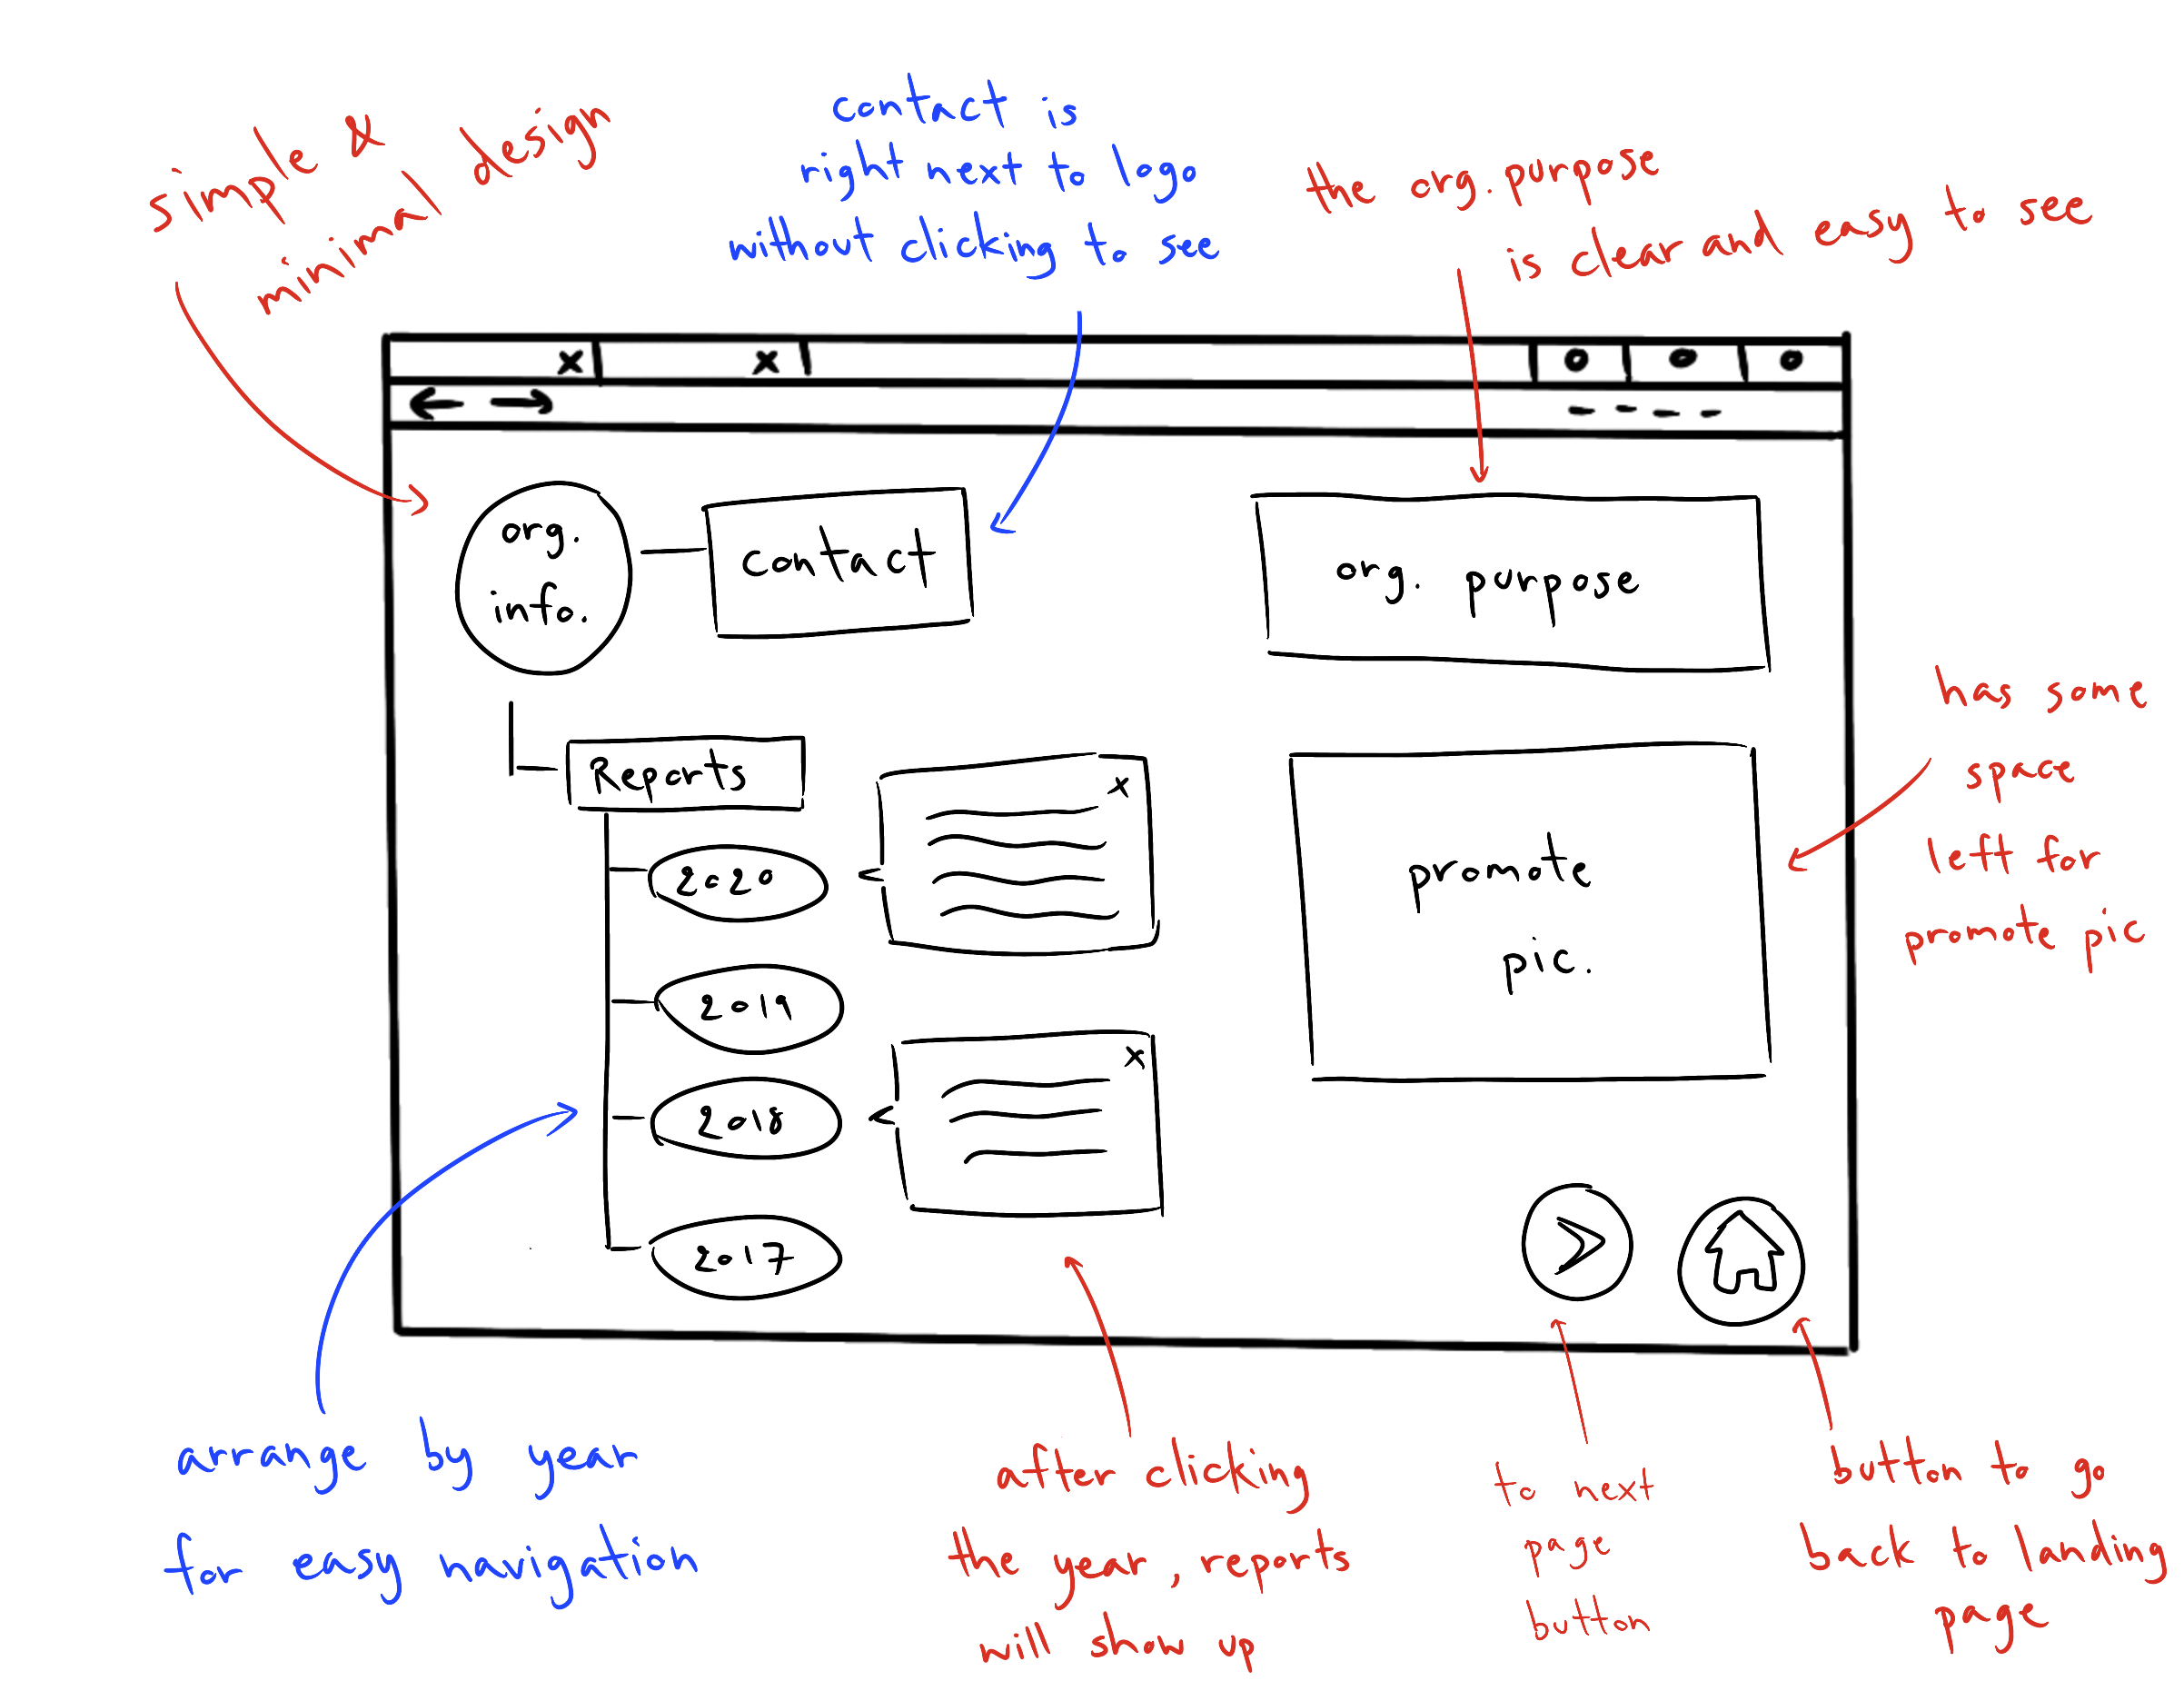 simple &
minimal design
contact is
right next to logo
without clicking to see
the org. purpose
is clear and easy to see
x x o o o
org.
info.
contact
org. purpose
Reports
x
2020
2019
x
2018
2017
promote
pic.
has some
space
left for
promote pic
arrange by year
for easy navigation
after clicking
the year, reports
will show up
to next
page
button
button to go
back to landing
page